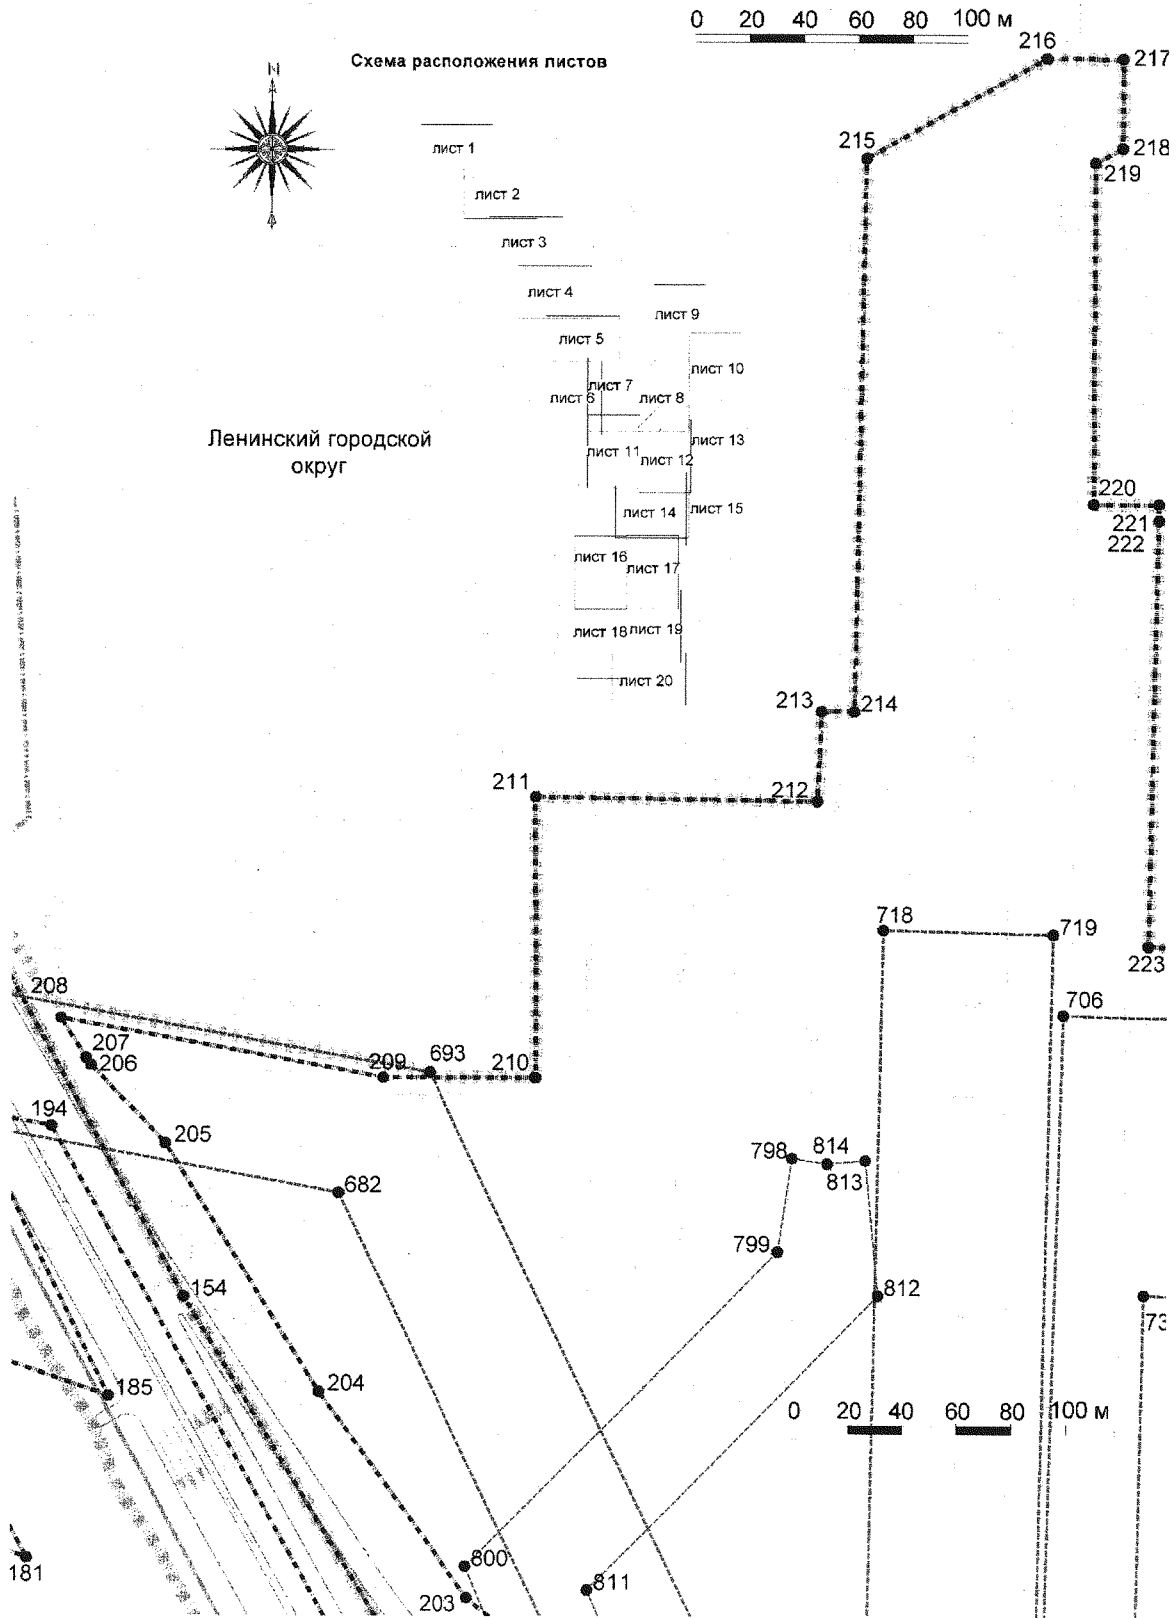 0 20 40 60 80 100 м
216
217
Схема расположения листов
N
215
218
219
лист 1
лист 2
лист 3
лист 4
лист 9
лист 5
лист 10
лист 7
лист 6
лист 8
Ленинский городской
округ
лист 13
лист 11
лист 12
220
лист 14
лист 15
221
222
лист 16
лист 17
лист 18
лист 19
лист 20
213
214
211
212
718
719
223
208
706
207
206
209
693
210
194
205
798
814
813
682
799
154
812
73
185
204
0 20 40 60 80 100 м
800
181
811
203